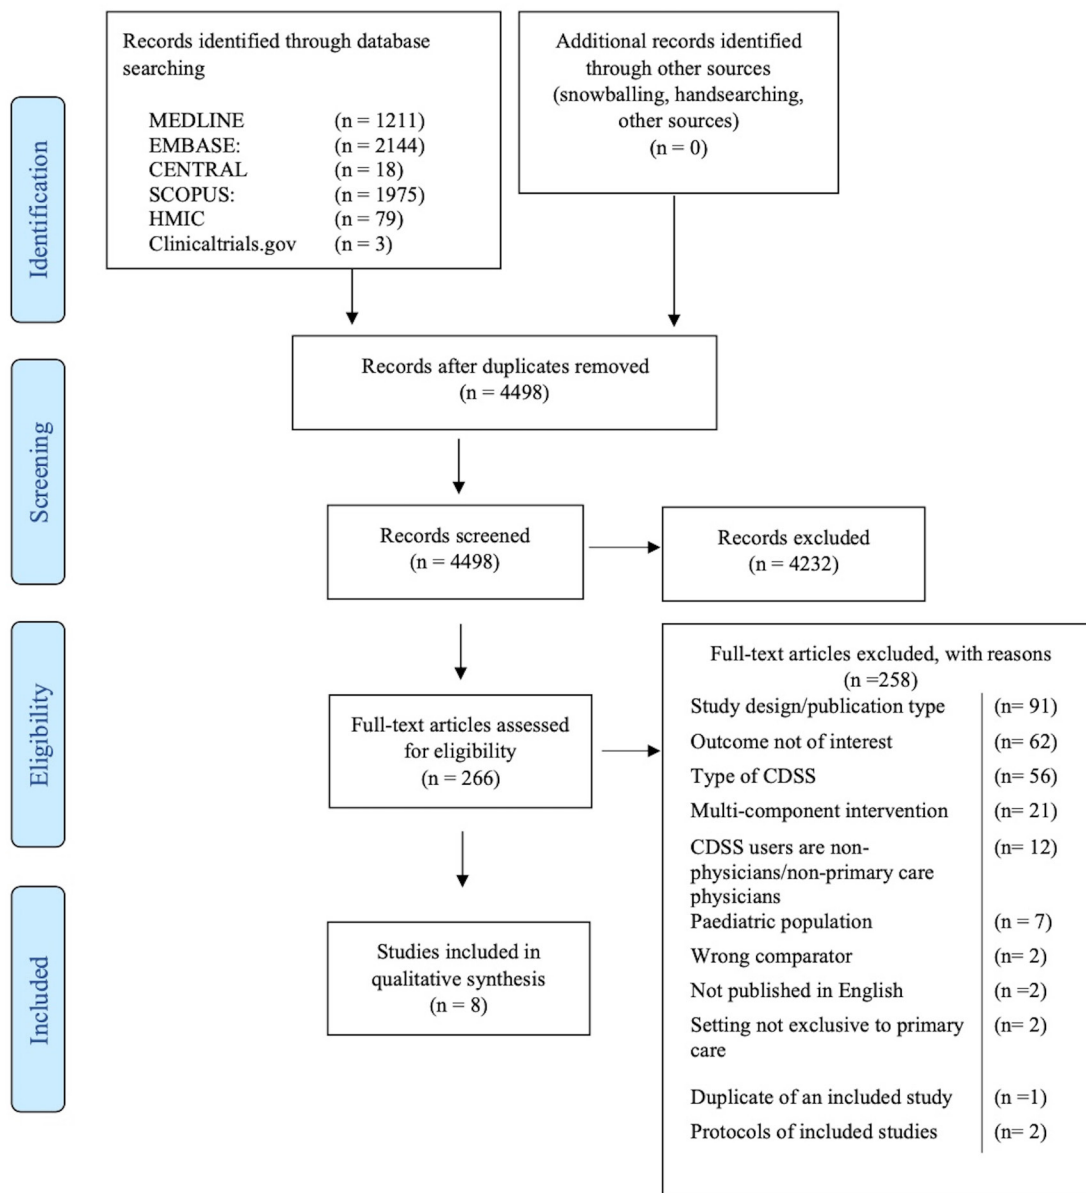 Identification
Records identified through database
searching
MEDLINE (n = 1211)
EMBASE: (n = 2144)
CENTRAL (n = 18)
SCOPUS: (n = 1975)
HMIC (n = 79)
Clinicaltrials.gov (n = 3)
Additional records identified
through other sources
(snowballing, handsearching,
other sources)
(n = 0)
Records after duplicates removed
(n = 4498)
Screening
Records screened
(n = 4498)
Records excluded
(n = 4232)
Eligibility
Full-text articles assessed
for eligibility
(n = 266)
Full-text articles excluded, with reasons
(n =258)
Study design/publication type (n= 91)
Outcome not of interest (n= 62)
Type of CDSS (n= 56)
Multi-component intervention (n= 21)
CDSS users are non- (n= 12)
physicians/non-primary care
physicians
Paediatric population (n = 7)
Wrong comparator (n= 2)
Not published in English (n =2)
Setting not exclusive to primary (n= 2)
care
Duplicate of an included study (n =1)
Protocols of included studies (n= 2)
Included
Studies included in
qualitative synthesis
(n = 8)